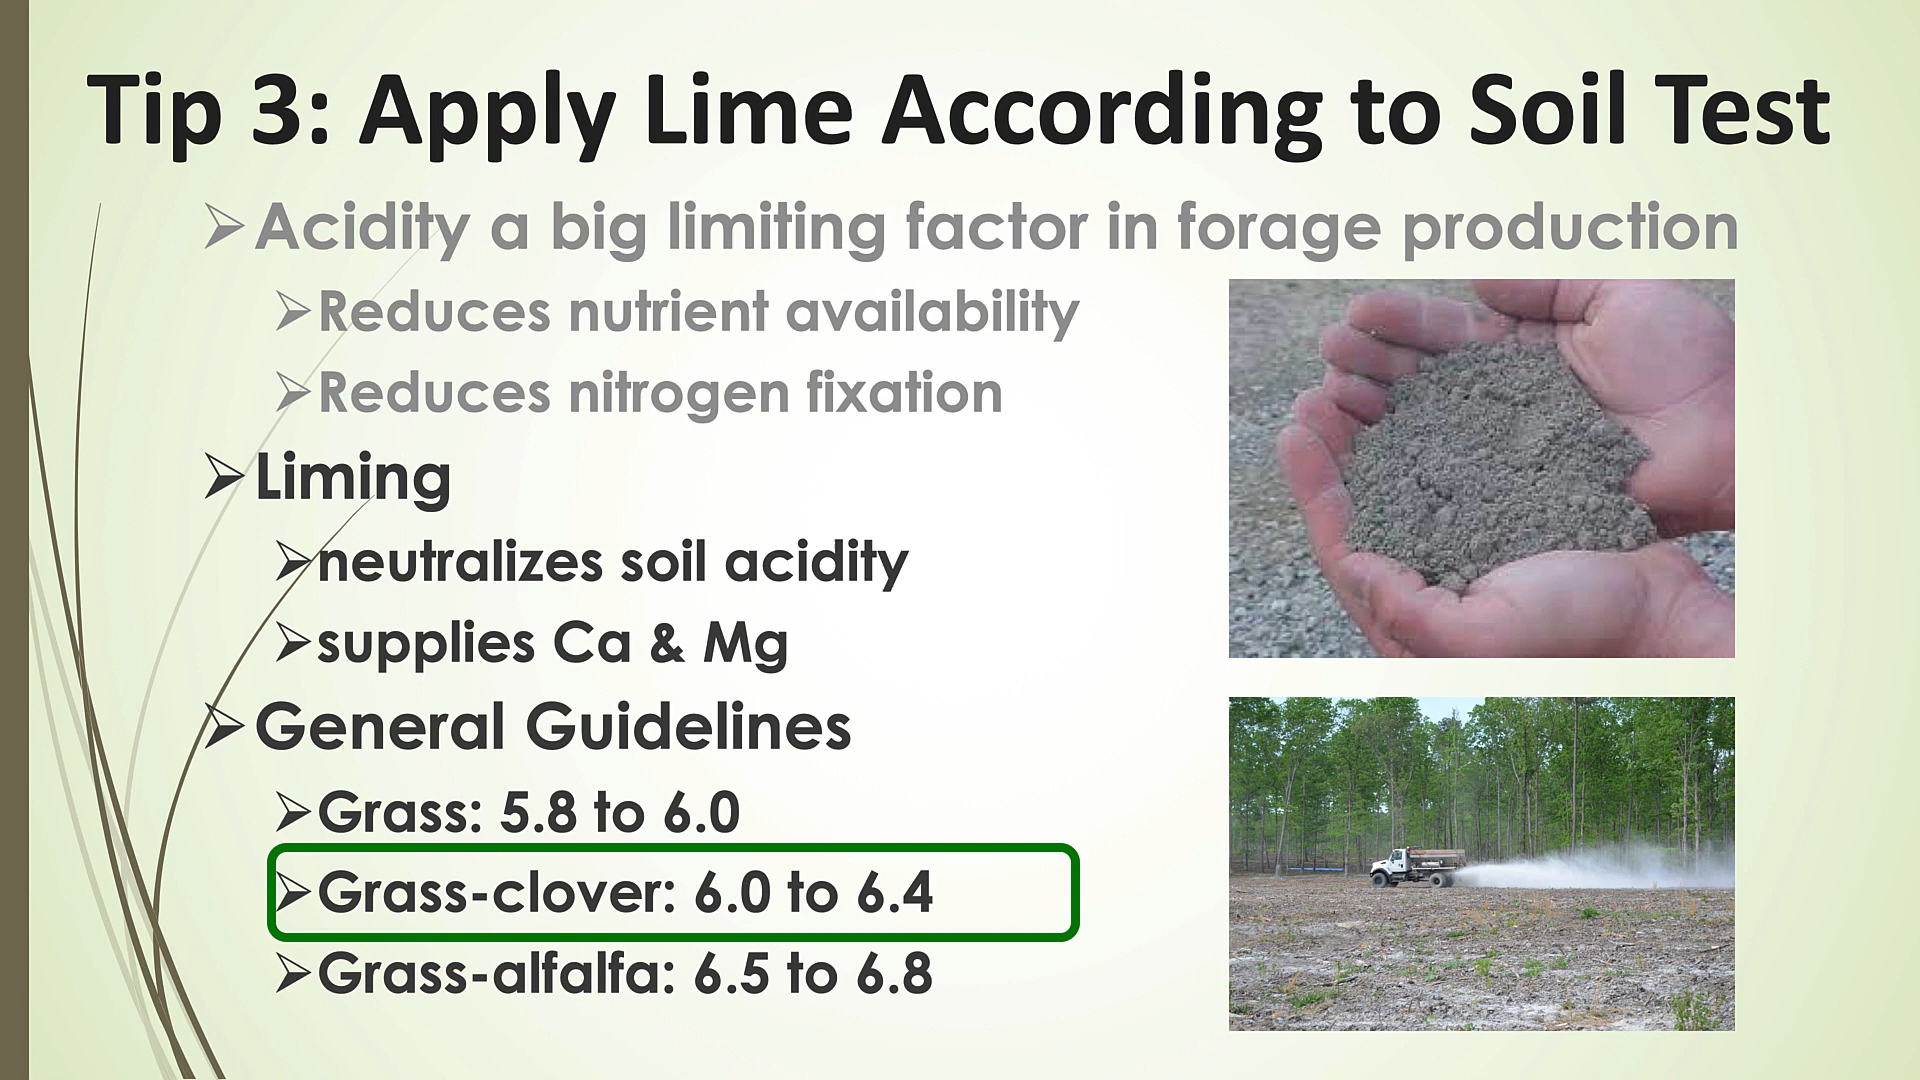 Tip 3: Apply Lime According to Soil Test
Acidity a big limiting factor in forage production
Reduces nutrient availability
Reduces nitrogen fixation
Liming
neutralizes soil acidity
supplies Ca & Mg
General Guidelines
Grass: 5.8 to 6.0
Grass-clover: 6.0 to 6.4
Grass-alfalfa: 6.5 to 6.8